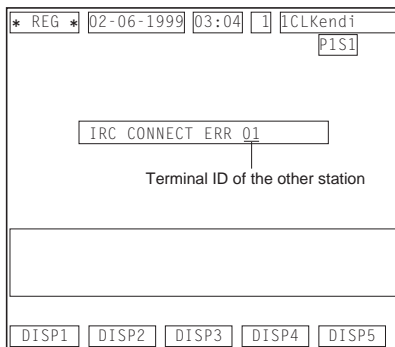 * REG * 02-06-1999 03:04 1 1CLKendi
P1S1
IRC CONNECT ERR 01
Terminal ID of the other station
DISP1 DISP2 DISP3 DISP4 DISP5